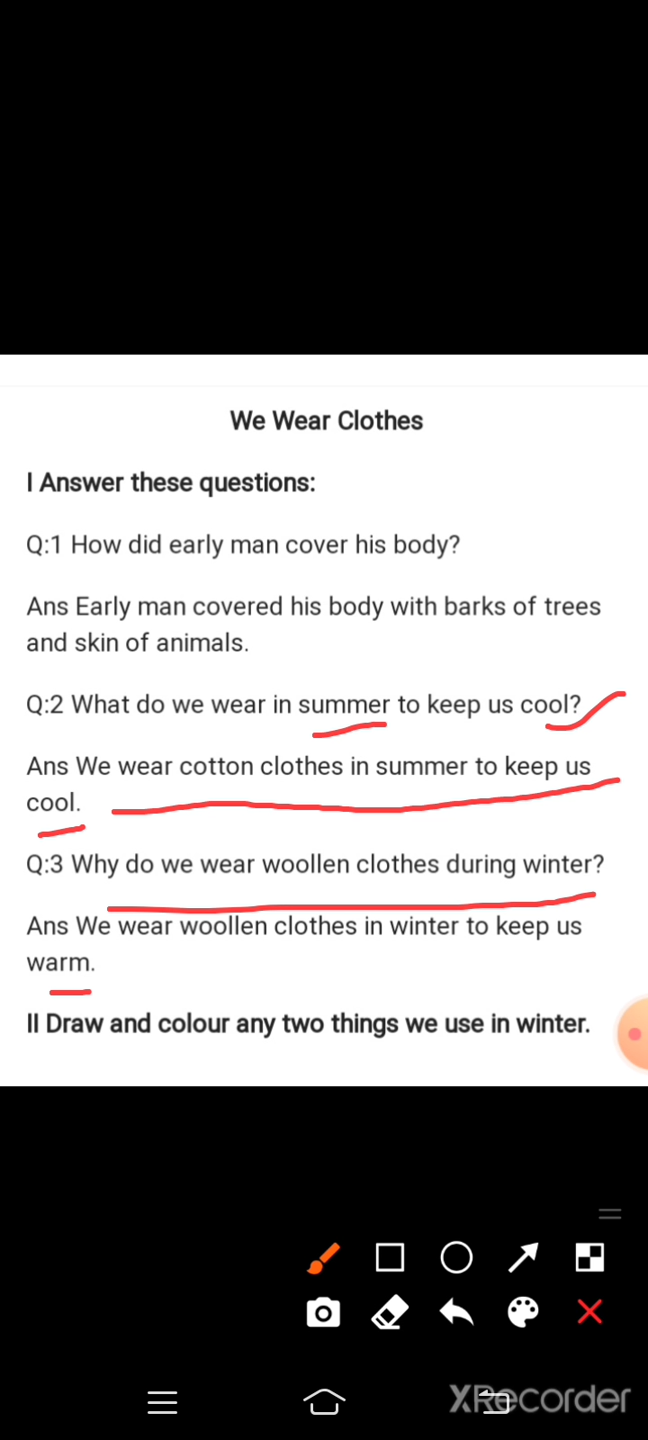 We Wear Clothes
I Answer these questions:
Q:1 How did early man cover his body?
Ans Early man covered his body with barks of trees
and skin of animals.
Q:2 What do we wear in summer to keep us cool?
Ans We wear cotton clothes in summer to keep us
cool.
Q:3 Why do we wear woollen clothes during winter?
Ans We wear woollen clothes in winter to keep us
warm.
II Draw and colour any two things we use in winter.
XRecorder